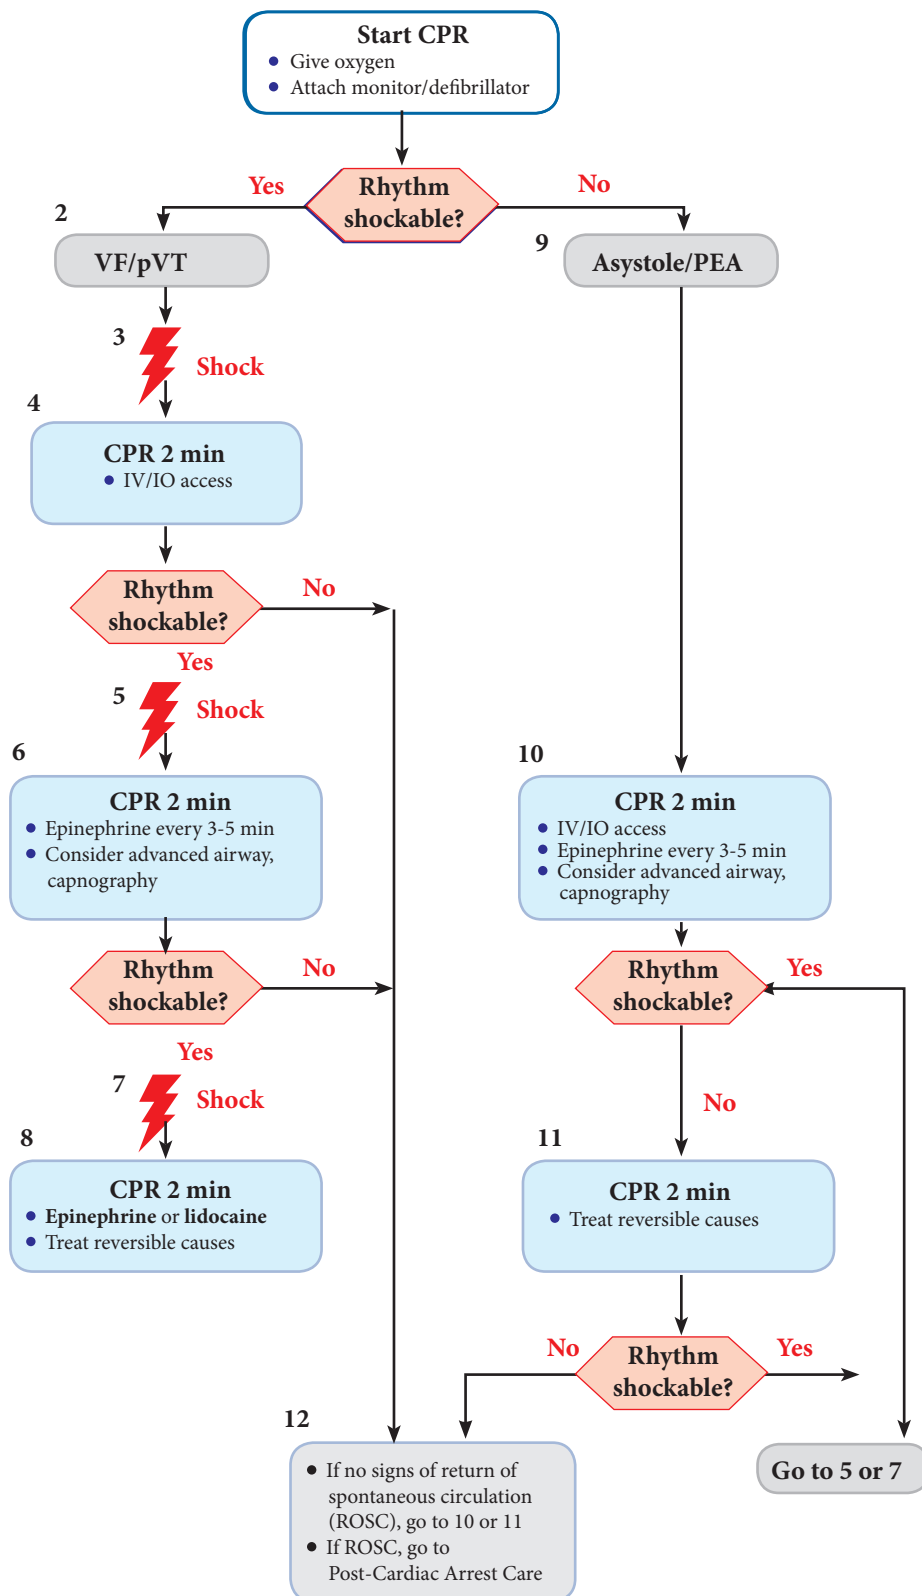 Start CPR
● Give oxygen
● Attach monitor/defibrillator
Rhythm
shockable?
Yes
No
2
VF/pVT
9
Asystole/PEA
3
Shock
4
CPR 2 min
● IV/IO access
Rhythm
shockable?
No
Yes
5
Shock
6
CPR 2 min
● Epinephrine every 3-5 min
● Consider advanced airway,
capnography
Rhythm
shockable?
No
Yes
7
Shock
8
CPR 2 min
● Epinephrine or lidocaine
● Treat reversible causes
10
CPR 2 min
● IV/IO access
● Epinephrine every 3-5 min
● Consider advanced airway,
capnography
Rhythm
shockable?
Yes
No
11
CPR 2 min
● Treat reversible causes
Rhythm
shockable?
No
Yes
12
● If no signs of return of
spontaneous circulation
(ROSC), go to 10 or 11
● If ROSC, go to
Post-Cardiac Arrest Care
Go to 5 or 7